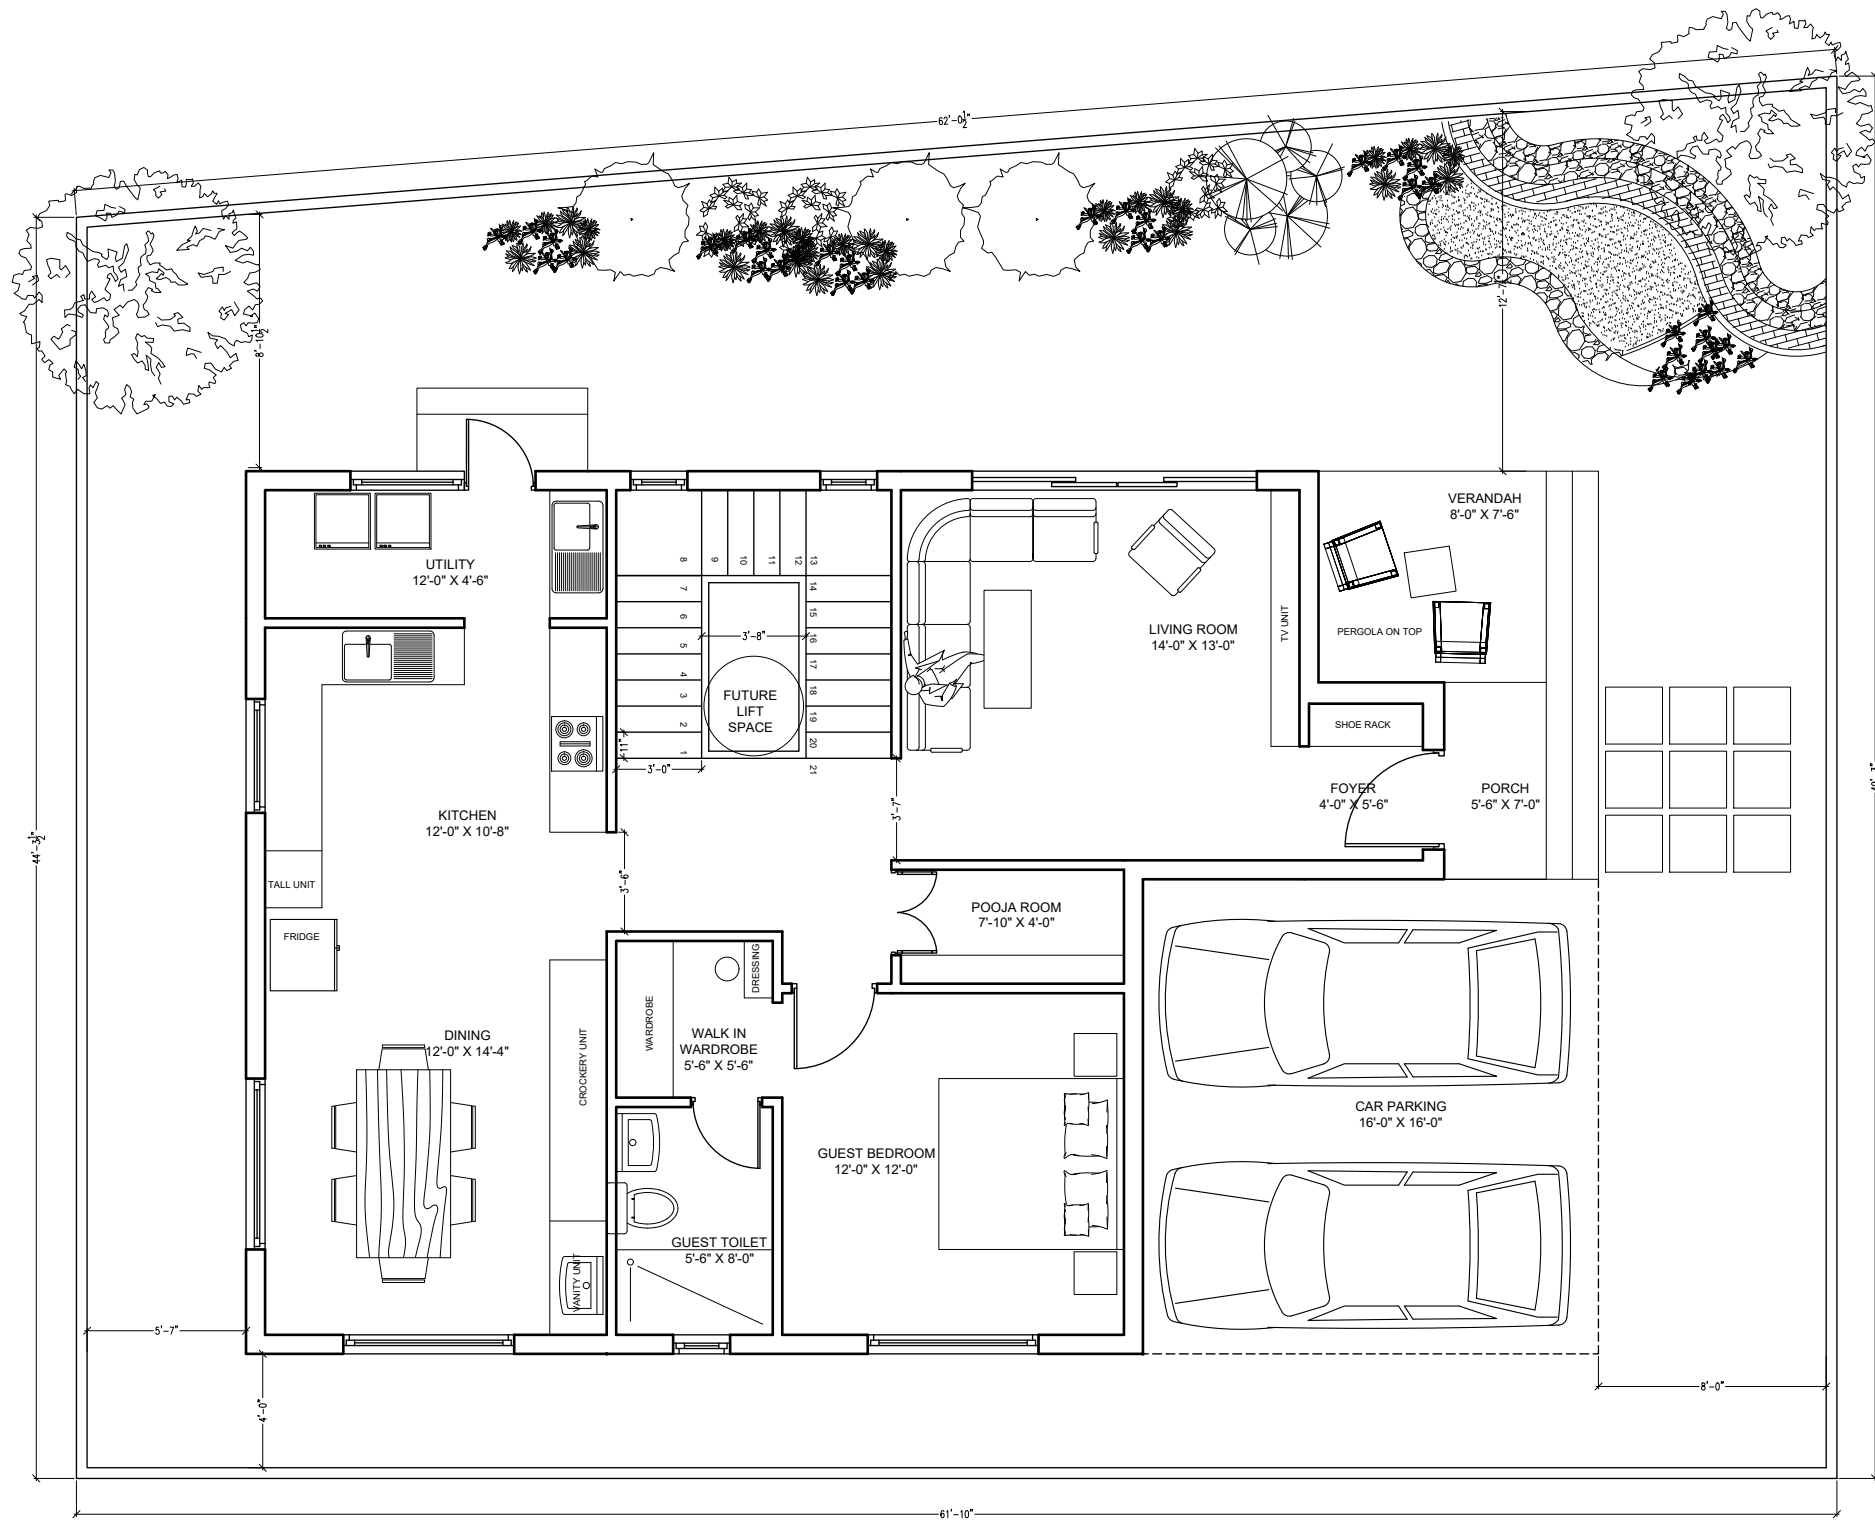 62'-0½"
12'-7"
8'-10½"
VERANDAH
8'-0" X 7'-6"
UTILITY
12'-0" X 4'-6"
8
9
10
11
12
13
7
14
6
15
5
16
4
17
3
18
2
19
1
20
21
3'-8"
FUTURE
LIFT
SPACE
11"
3'-0"
LIVING ROOM
14'-0" X 13'-0"
TV UNIT
PERGOLA ON TOP
SHOE RACK
FOYER
4'-0" X 5'-6"
PORCH
5'-6" X 7'-0"
3'-7"
KITCHEN
12'-0" X 10'-8"
44'-3½"
TALL UNIT
3'-6"
FRIDGE
POOJA ROOM
7'-10" X 4'-0"
DRESSING
WARDROBE
WALK IN
WARDROBE
5'-6" X 5'-6"
DINING
12'-0" X 14'-4"
CROCKERY UNIT
CAR PARKING
16'-0" X 16'-0"
GUEST BEDROOM
12'-0" X 12'-0"
GUEST TOILET
5'-6" X 8'-0"
VANITY UNIT
5'-7"
4'-0"
8'-0"
61'-10"